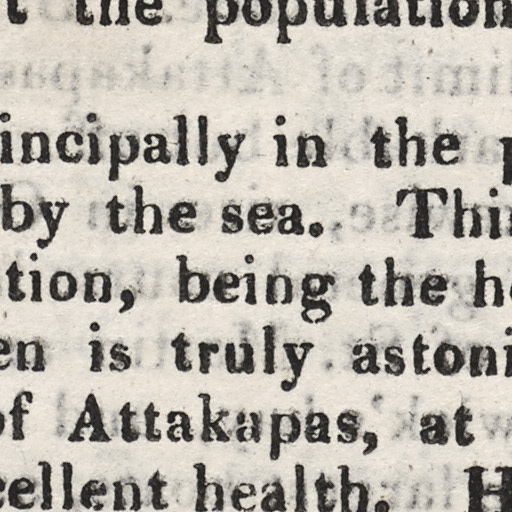 t the population
incipally in the p
by the sea. Thi
tion, being the h
en is truly astoni
of Attakapas, at
cellent health. H